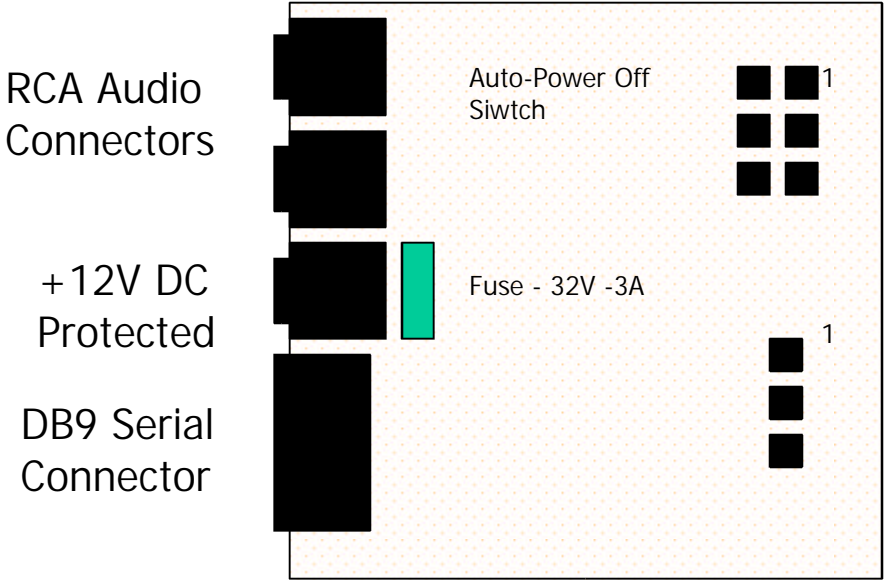 RCA Audio
Connectors
Auto-Power Off
Siwtch
1
+12V DC
Protected
Fuse - 32V -3A
1
DB9 Serial
Connector